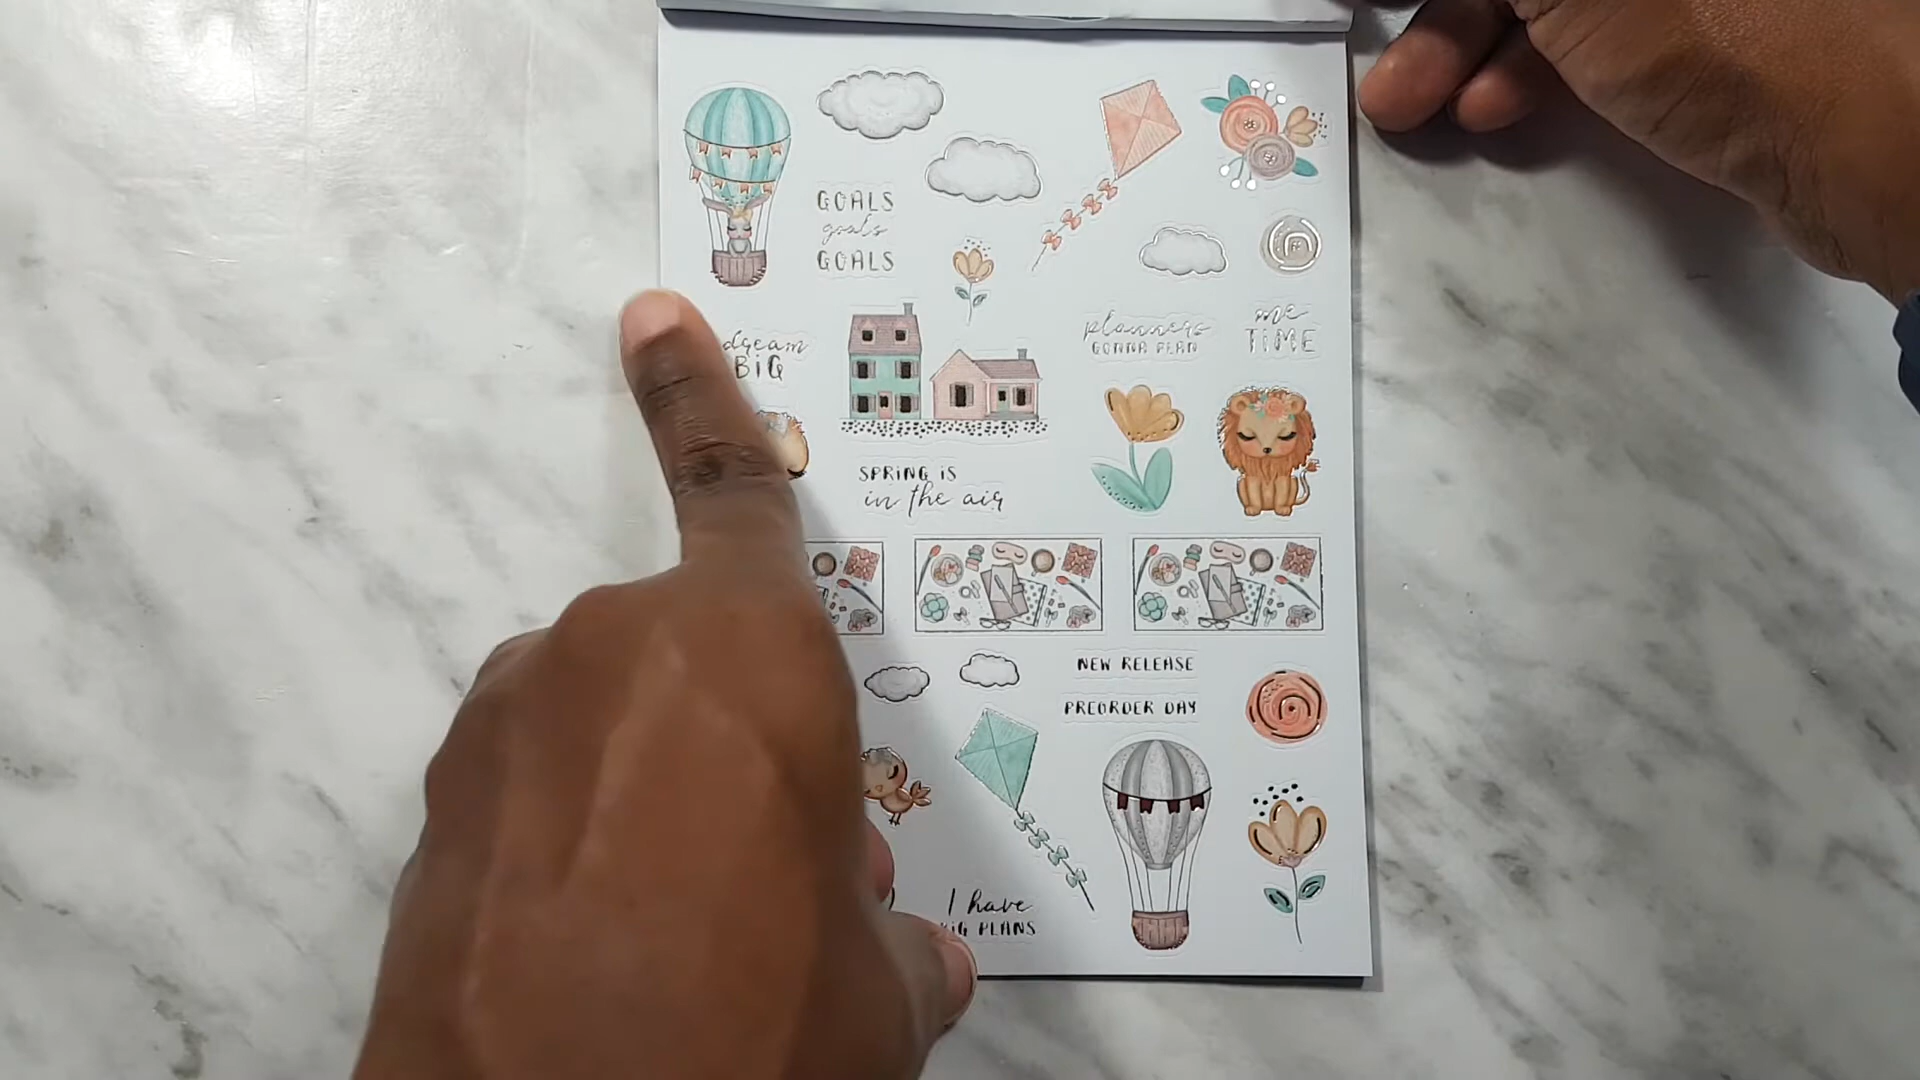 GOALS
goals
GOALS
dream
BIG
planners
GONNA PLAN
me
TIME
SPRING IS
in the air
NEW RELEASE
PREORDER DAY
I have
BIG PLANS